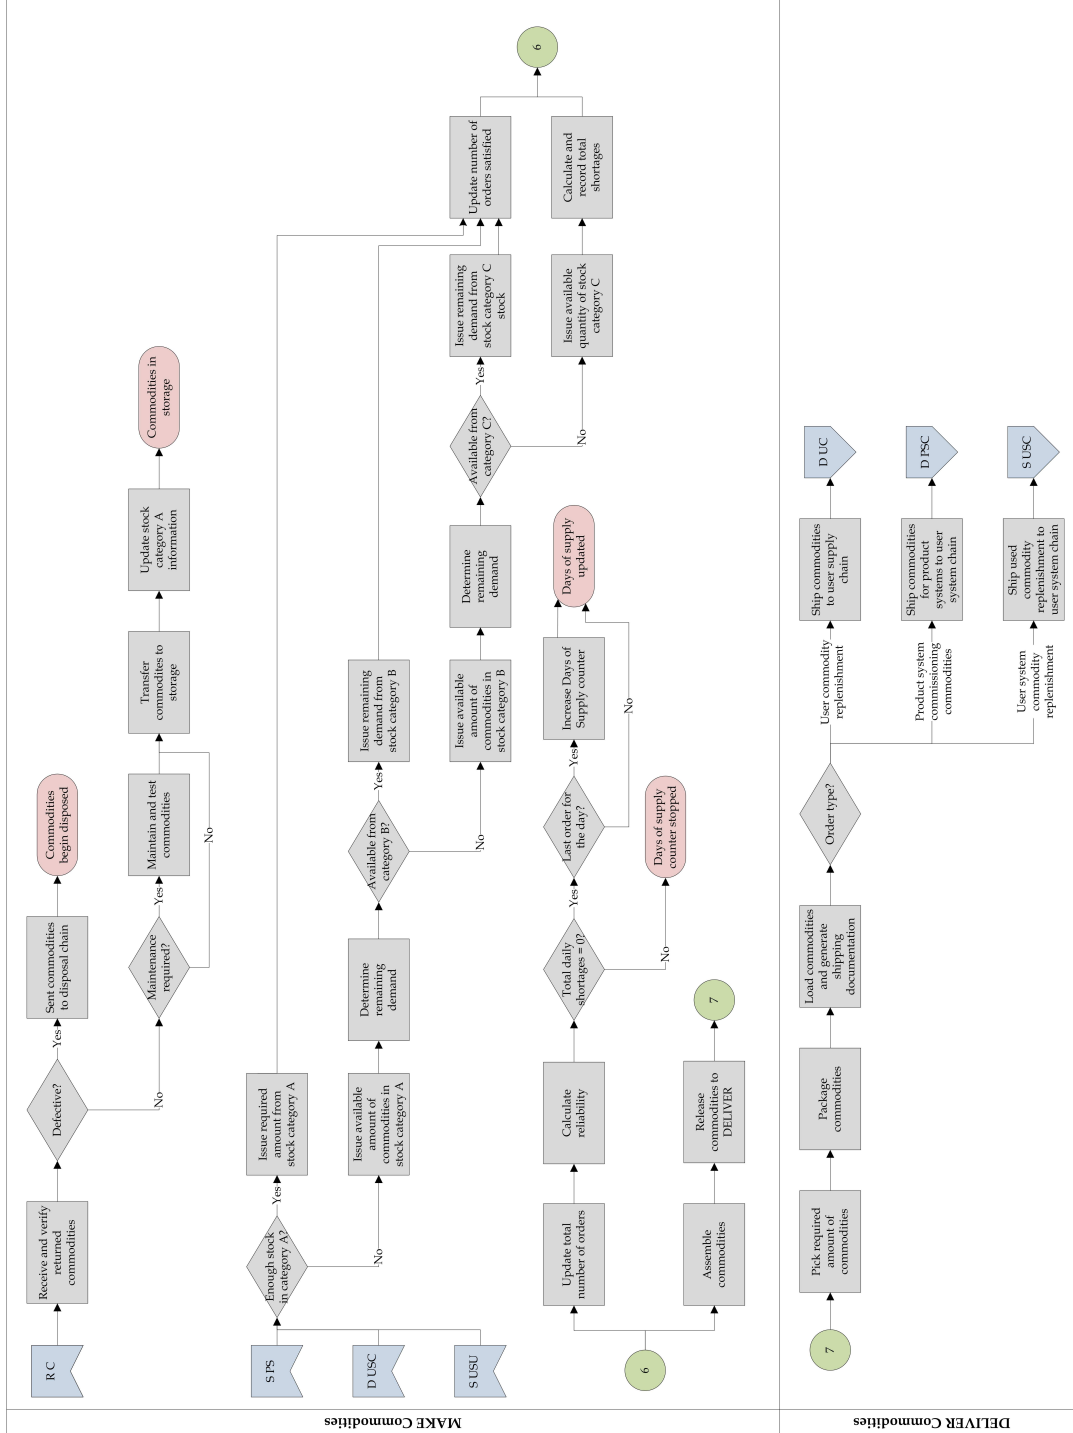 MAKE Commodities
R C
Receive and verify
returned
commodities
Defective?
Yes
No
Sent commodities
to disposal chain
Commodities
begin disposed
Maintenance
required?
Yes
No
Maintain and test
commodities
Transfer
commodites to
storage
Update stock
category A
information
Commodities in
storage
S PS
D USC
S USU
Enough stock
in category A?
Yes
No
Issue required
amount from
stock category A
Issue available
amount of
commodities in
stock category A
Determine
remaining
demand
Available from
category B?
Yes
No
Issue remaining
demand from
stock category B
Issue available
amount of
commodities in
stock category B
Determine
remaining
demand
Available from
category C?
Yes
No
Issue remaining
demand from
stock category C
stock
Issue available
quantity of stock
category C
Update number of
orders satisfied
Calculate and
record total
shortages
6
6
Update total
number of orders
Calculate
reliability
Total daily
shortages = 0?
Yes
No
Last order for
the day?
Yes
No
Increase Days of
Supply counter
Days of supply
updated
Days of supply
counter stopped
Assemble
commodities
Release
commodities to
DELIVER
7
DELIVER Commodities
7
Pick required
amount of
commodities
Package
commodities
Load commodities
and generate
shipping
documentation
Order type?
User commodity
replenishment
Ship commodities
to user supply
chain
D UC
Product system
commissioning
commodities
Ship commodities
for product
systems to user
system chain
D PSC
User system
commodity
replenishment
Ship used
commodity
replenishment to
user system chain
S USC